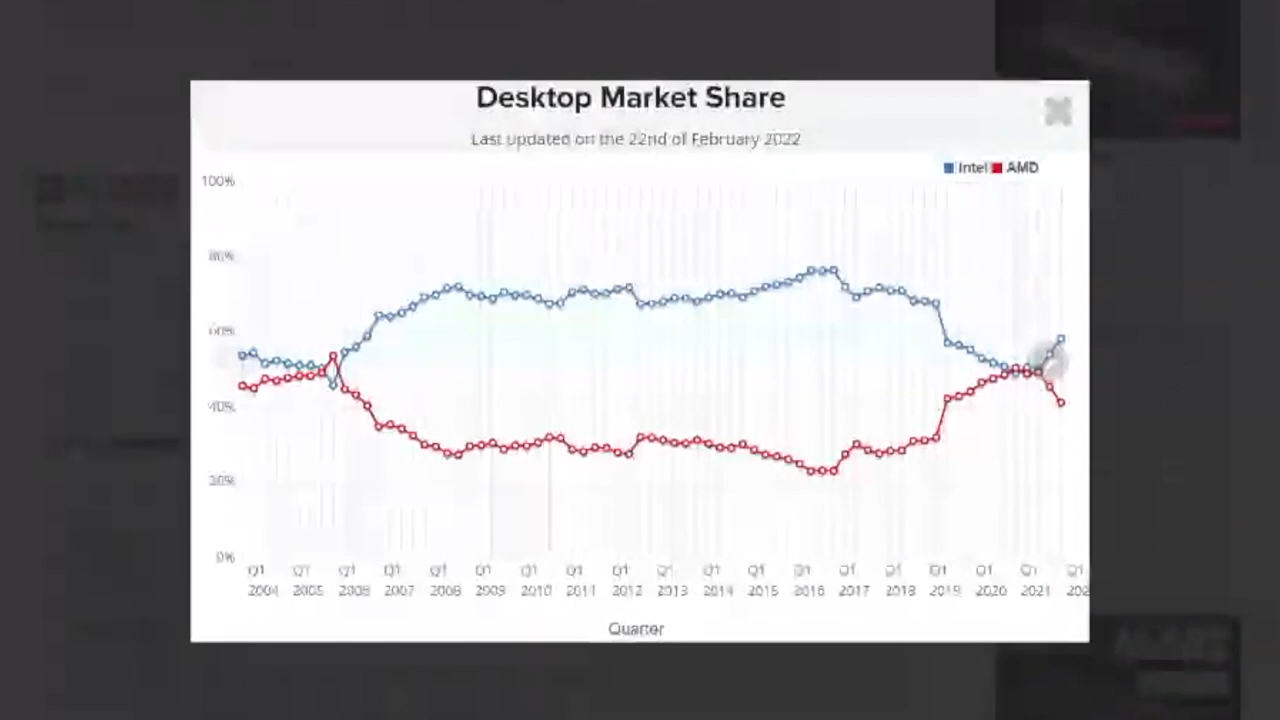 Desktop Market Share
Last updated on the 22nd of February 2022
Intel AMD
100%
80%
60%
40%
20%
0%
Q1 Q1 Q1 Q1 Q1 Q1 Q1 Q1 Q1 Q1 Q1 Q1 Q1 Q1 Q1 Q1 Q1 Q1 Q1
2004 2005 2006 2007 2008 2009 2010 2011 2012 2013 2014 2015 2016 2017 2018 2019 2020 2021 202
Quarter